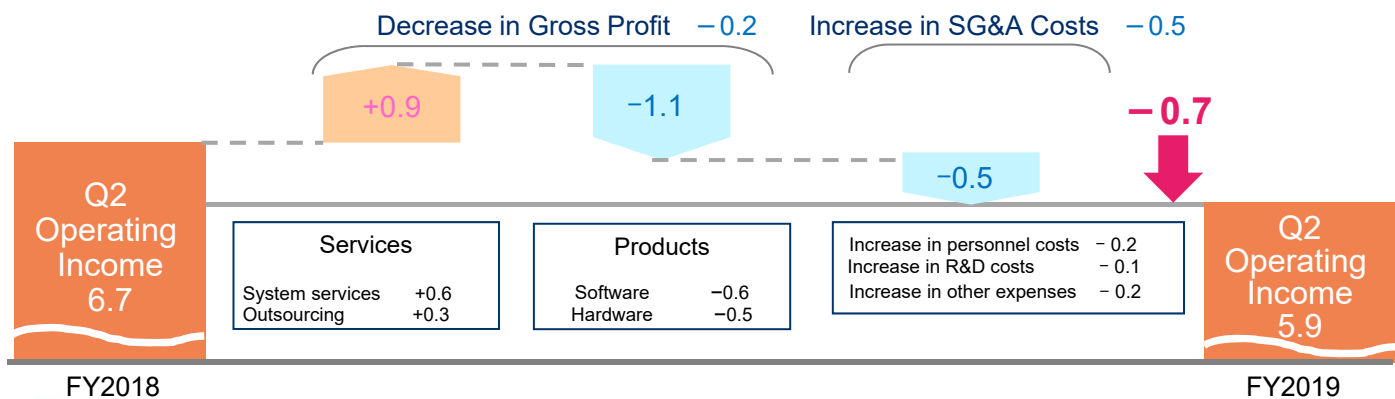 Decrease in Gross Profit −0.2
Increase in SG&A Costs −0.5
+0.9
−1.1
−0.5
−0.7
Q2
Operating
Income
6.7
Services
System services +0.6
Outsourcing +0.3
Products
Software −0.6
Hardware −0.5
Increase in personnel costs −0.2
Increase in R&D costs −0.1
Increase in other expenses −0.2
Q2
Operating
Income
5.9
FY2018
FY2019